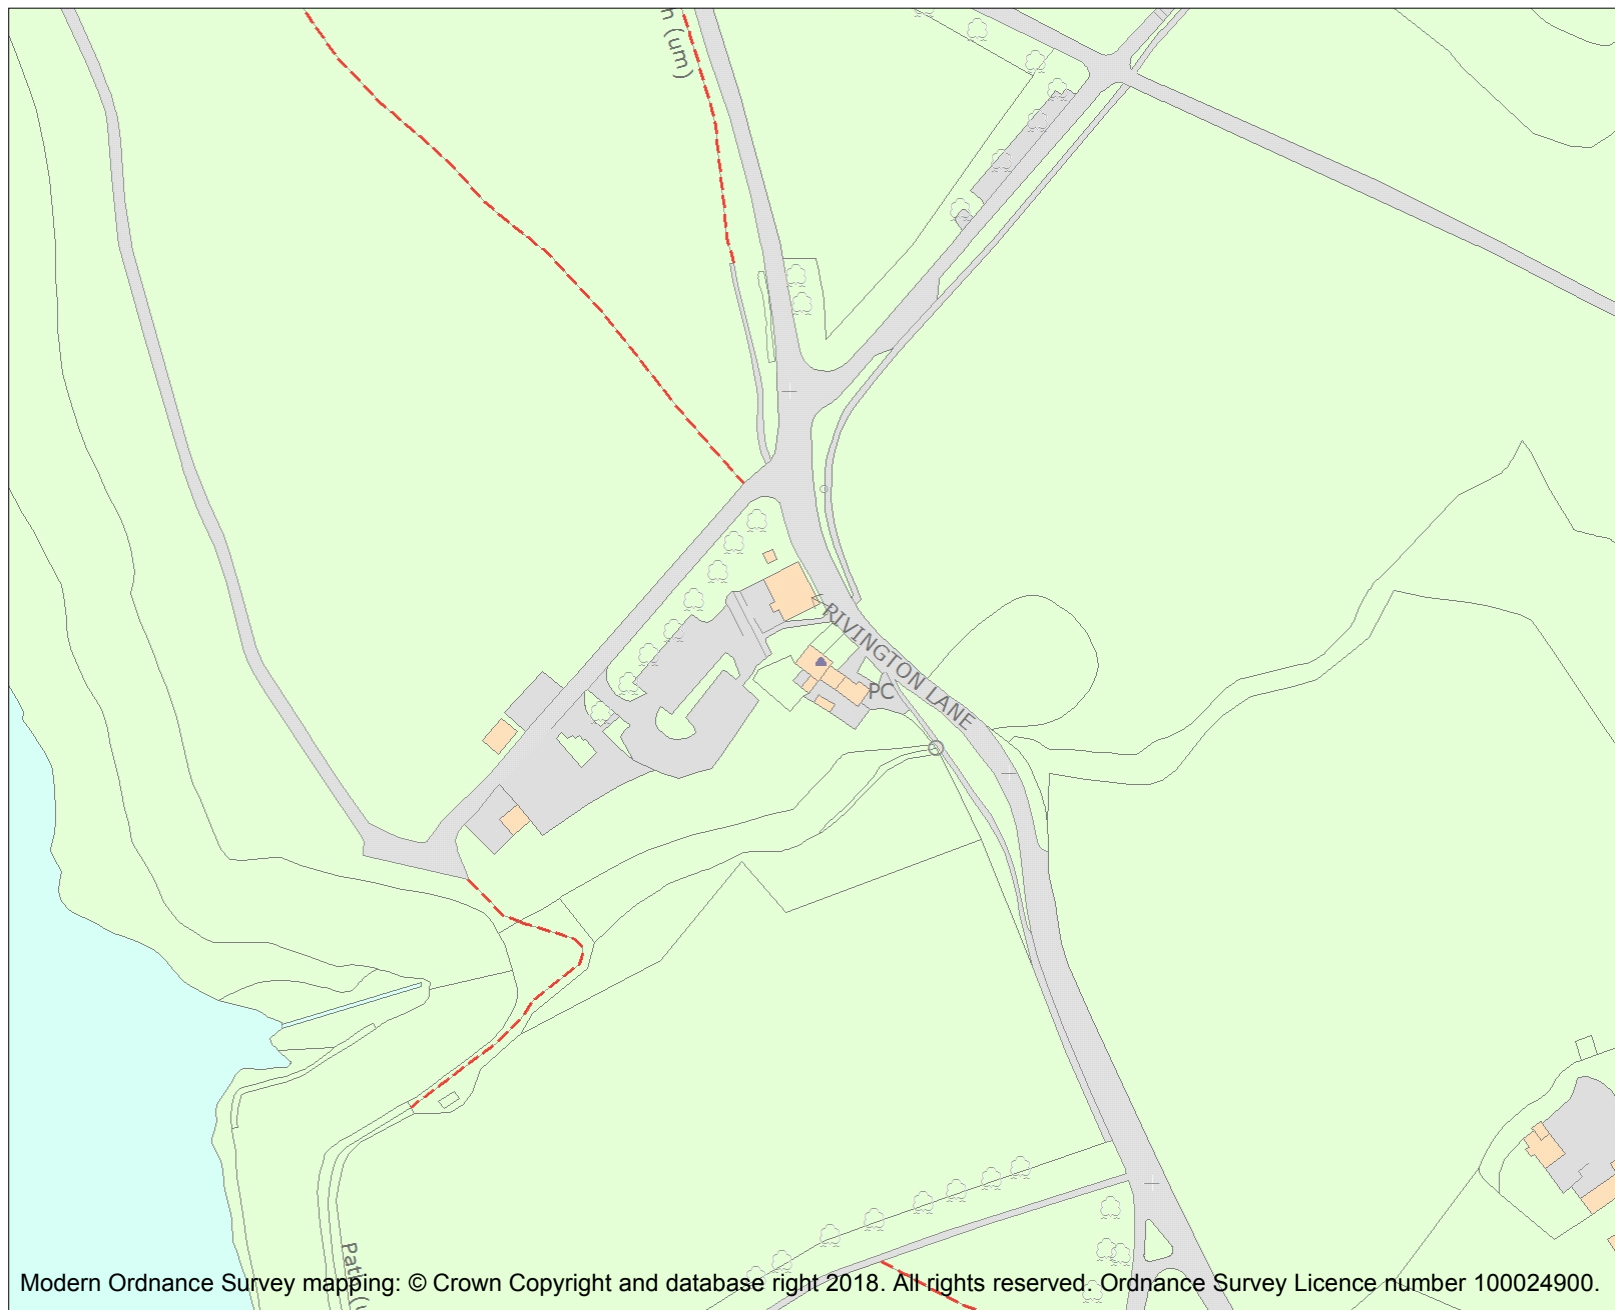 (um)
RIVINGTON LANE
PC
Path
Modern Ordnance Survey mapping: © Crown Copyright and database right 2018. All rights reserved. Ordnance Survey Licence number 100024900.